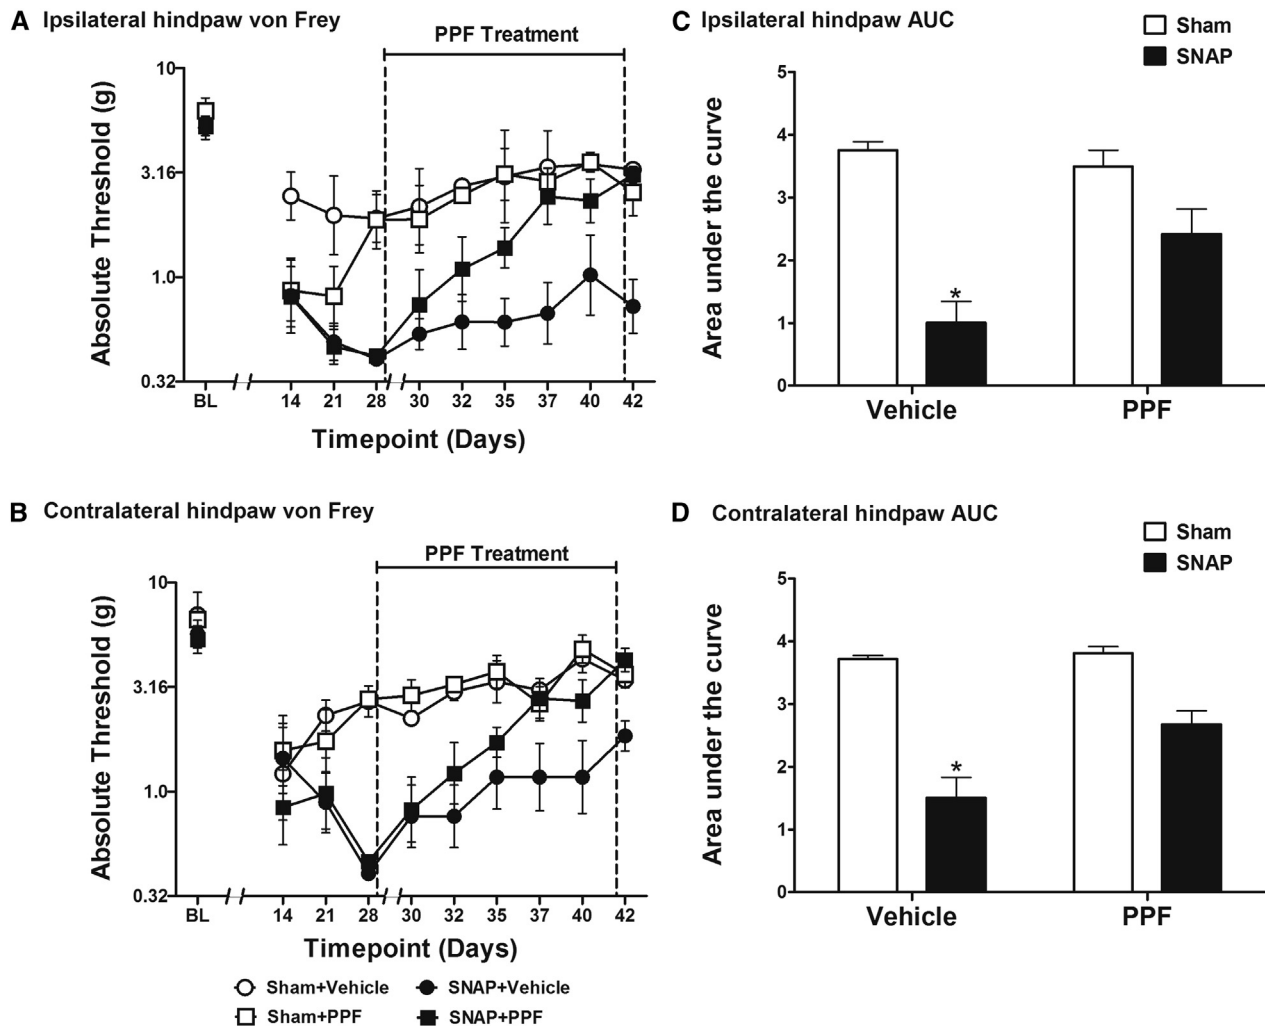 A Ipsilateral hindpaw von Frey
PPF Treatment
Absolute Threshold (g)
10
3.16
1.0
0.32
BL 14 21 28 30 32 35 37 40 42
Timepoint (Days)
C Ipsilateral hindpaw AUC
Sham
SNAP
Area under the curve
5
4
3
2
1
0
*
Vehicle PPF
B Contralateral hindpaw von Frey
PPF Treatment
Absolute Threshold (g)
10
3.16
1.0
0.32
BL 14 21 28 30 32 35 37 40 42
Timepoint (Days)
Sham+Vehicle SNAP+Vehicle
Sham+PPF SNAP+PPF
D Contralateral hindpaw AUC
Sham
SNAP
Area under the curve
5
4
3
2
1
0
*
Vehicle PPF